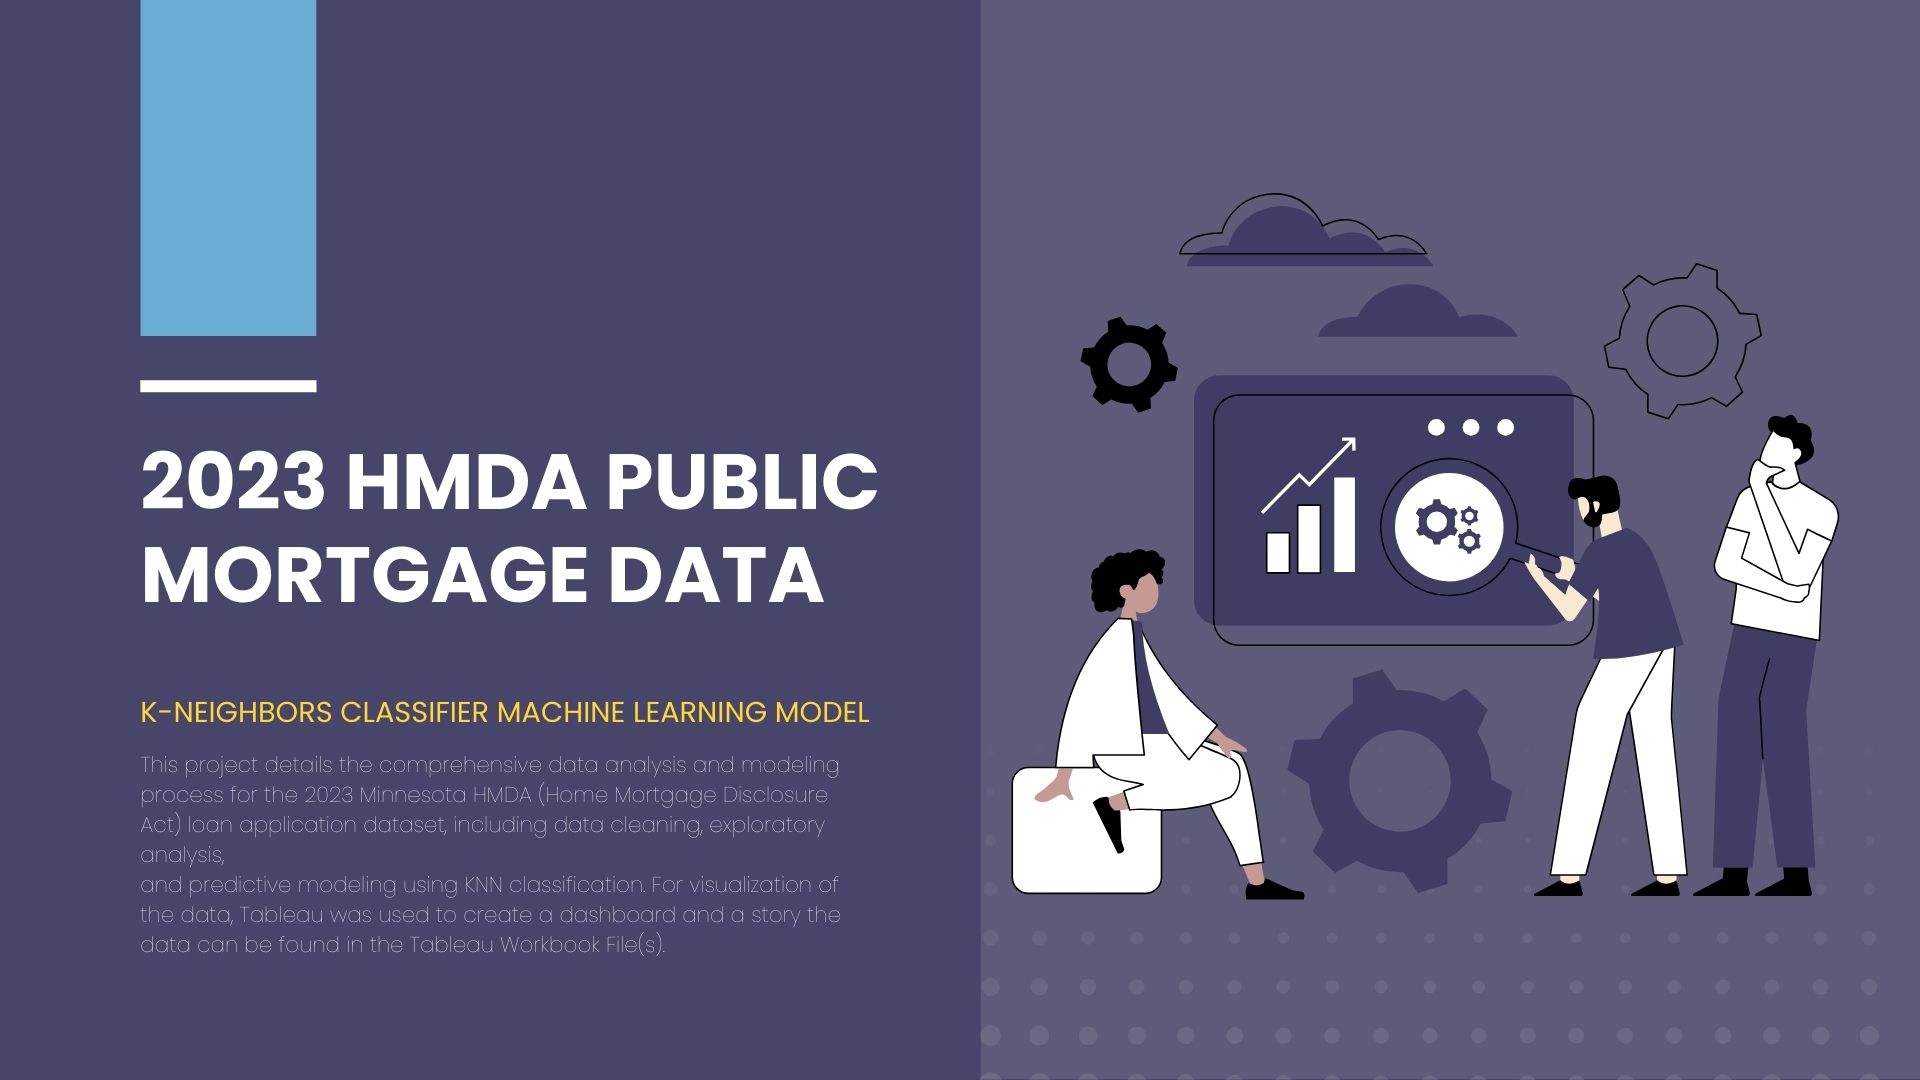 2023 HMDA PUBLIC
MORTGAGE DATA
K-NEIGHBORS CLASSIFIER MACHINE LEARNING MODEL
This project details the comprehensive data analysis and modeling
process for the 2023 Minnesota HMDA (Home Mortgage Disclosure
Act) loan application dataset, including data cleaning, exploratory
analysis,
and predictive modeling using KNN classification. For visualization of
the data, Tableau was used to create a dashboard and a story the
data can be found in the Tableau Workbook File(s).